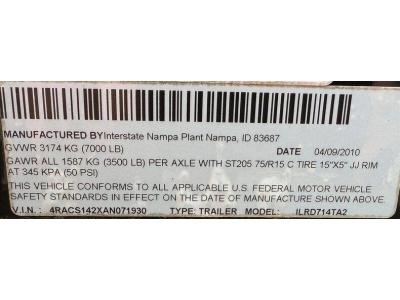 MANUFACTURED BY Interstate Nampa Plant Nampa, ID 83687
GVWR 3174 KG (7000 LB) DATE 04/09/2010
GAWR ALL 1587 KG (3500 LB) PER AXLE WITH ST205 75/R15 C TIRE 15"X5" JJ RIM
AT 345 KPA (50 PSI)
THIS VEHICLE CONFORMS TO ALL APPLICABLE U.S. FEDERAL MOTOR VEHICLE
SAFETY STANDARDS IN EFFECT ON THE DATE OF MANUFACTURE SHOWN ABOVE.
V.I.N.: 4RACS142XAN071930 TYPE: TRAILER MODEL: ILRD714TA2